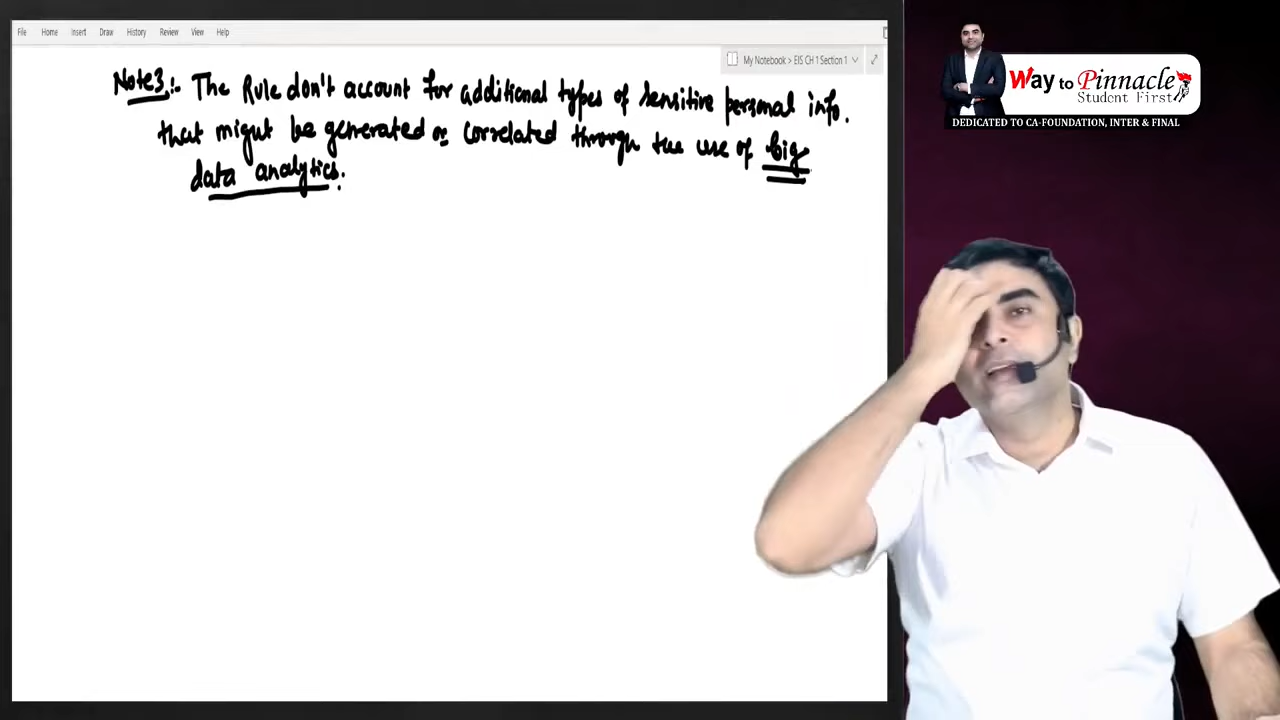 File Home Insert Draw History Review View Help
My Notebook > EIS CH 1 Section 1
Note3:- The Rule don't account for additional types of sensitive personal info.
that might be generated or correlated through the use of big
data analytics.
Way to Pinnacle
Student First
DEDICATED TO CA-FOUNDATION, INTER & FINAL